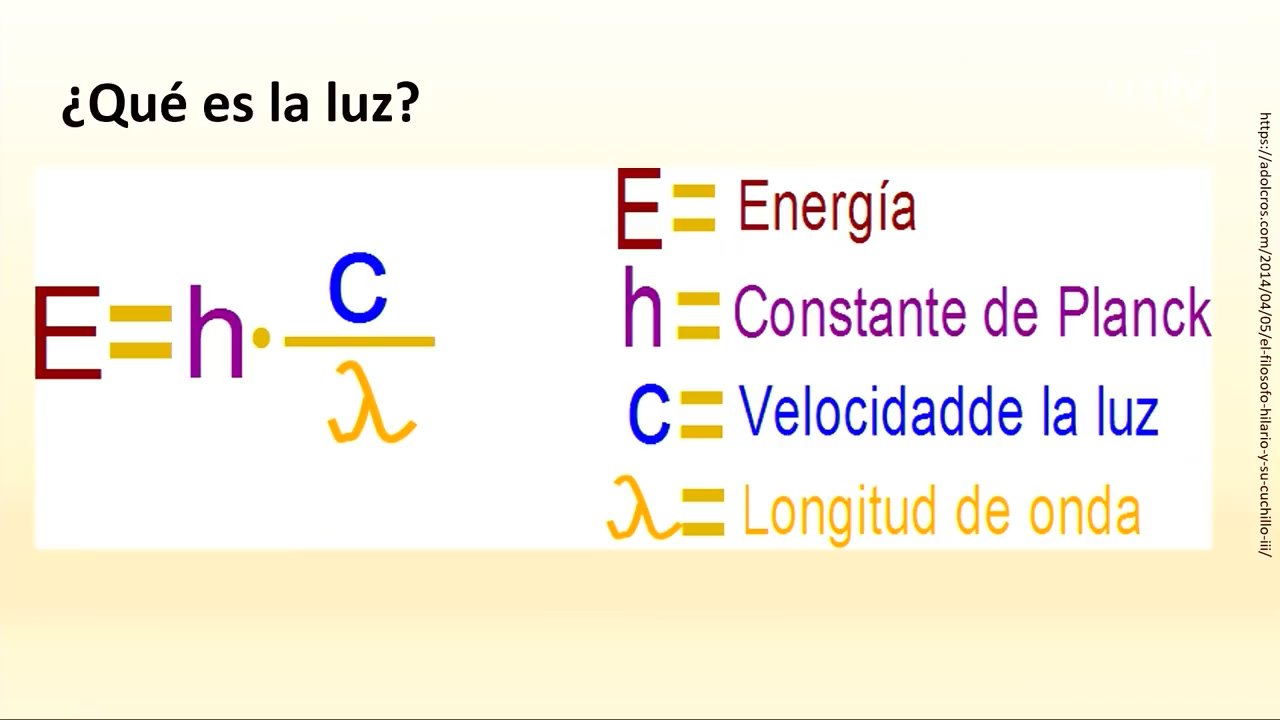 ¿Qué es la luz?
E=h·c/λ
E= Energía
h=Constante de Planck
c= Velocidadde la luz
λ= Longitud de onda
https://adolcros.com/2014/04/05/el-filosofo-hilario-y-su-cuchillo-iii/